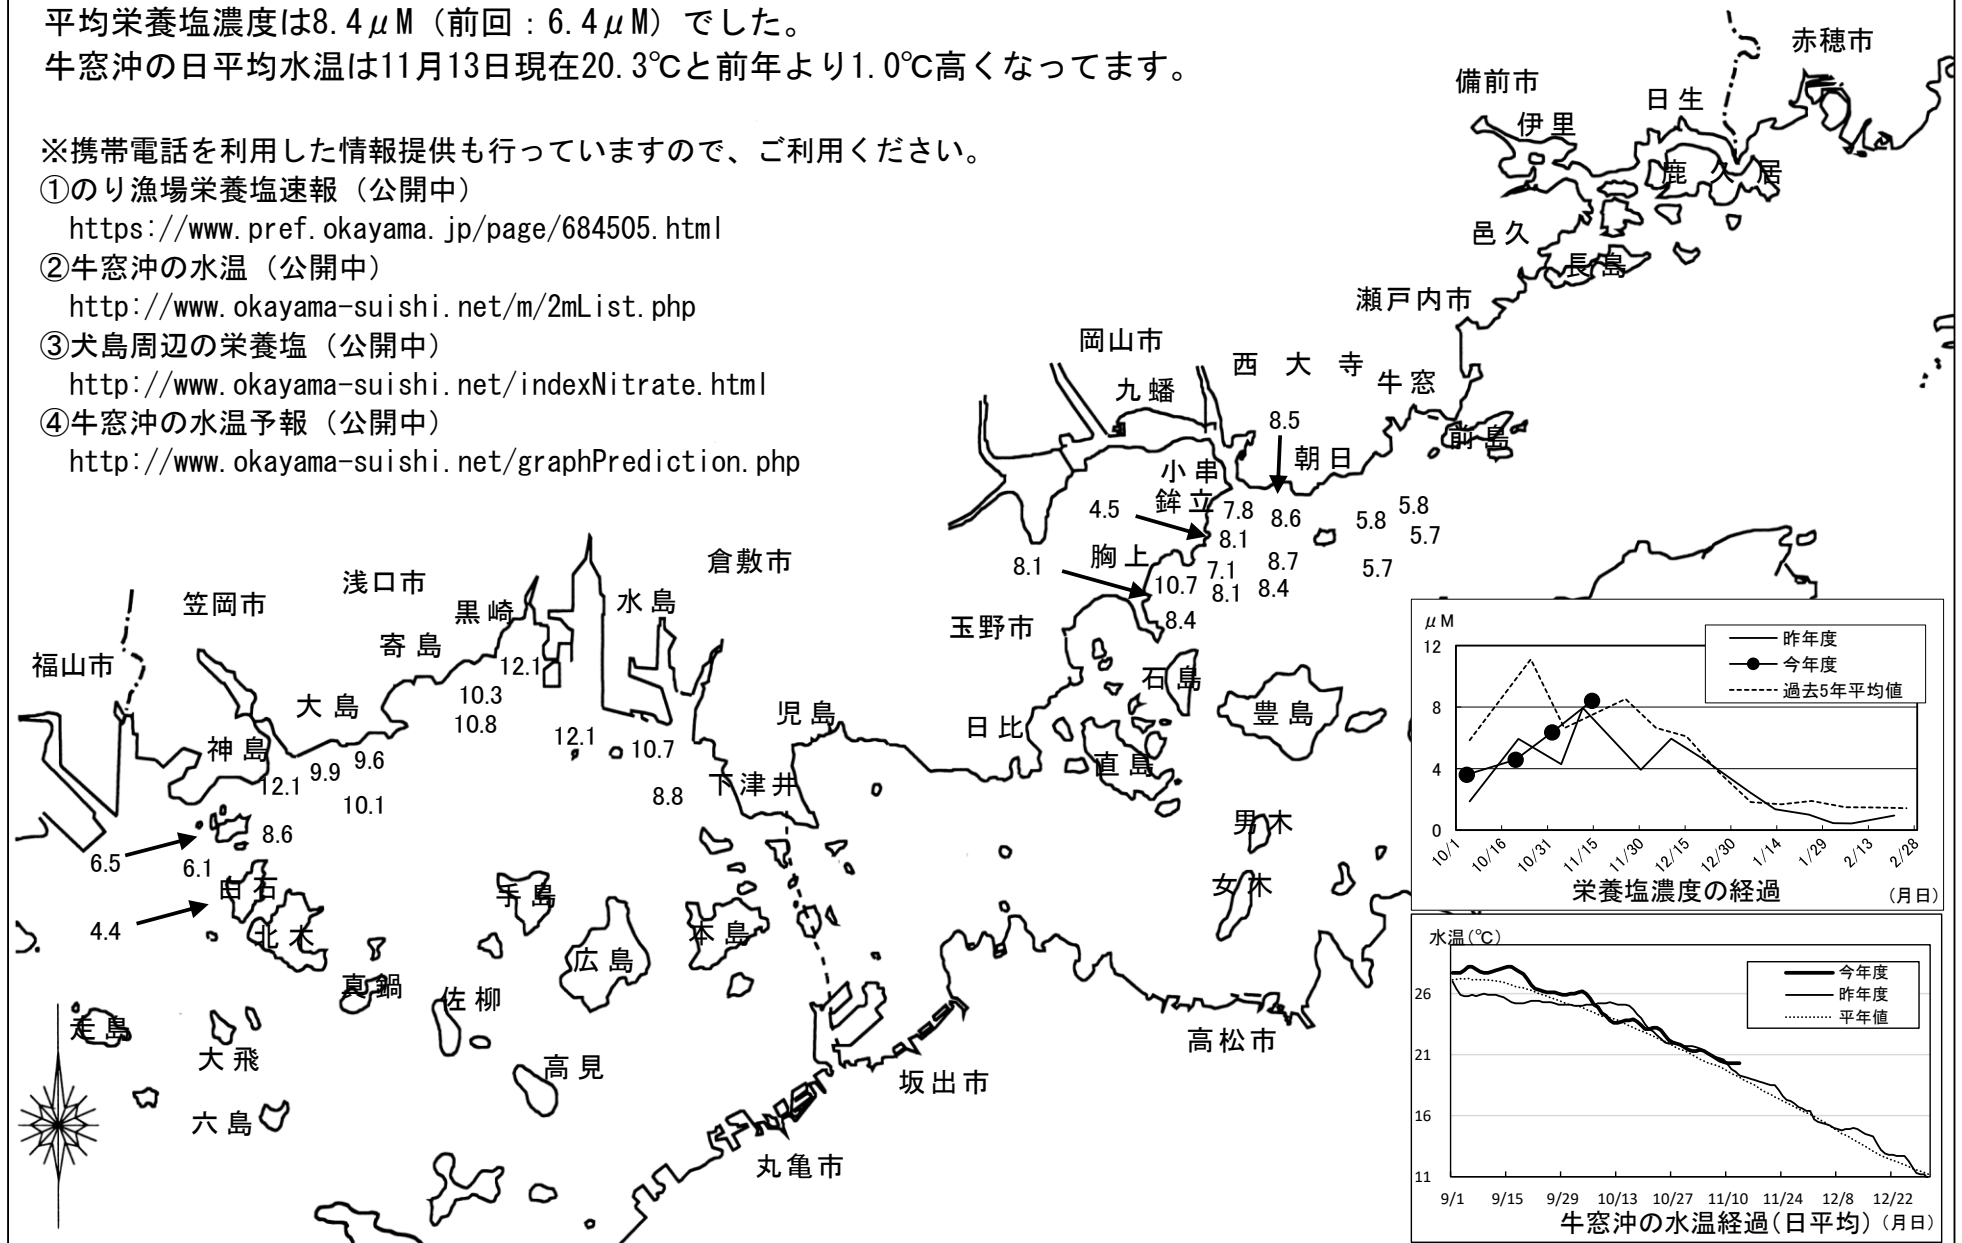 平均栄養塩濃度は8.4μM（前回：6.4μM）でした。
牛窓沖の日平均水温は11月13日現在20.3℃と前年より1.0℃高くなってます。
※携帯電話を利用した情報提供も行っていますので、ご利用ください。
①のり漁場栄養塩速報（公開中）
https://www.pref.okayama.jp/page/684505.html
②牛窓沖の水温（公開中）
http://www.okayama-suishi.net/m/2mList.php
③犬島周辺の栄養塩（公開中）
http://www.okayama-suishi.net/indexNitrate.html
④牛窓沖の水温予報（公開中）
http://www.okayama-suishi.net/graphPrediction.php
赤穂市
備前市
日生
伊里
鹿久居
邑久
長島
瀬戸内市
岡山市
西大寺
九蟠
牛窓
8.5
前島
朝日
小串
鉾立
4.5
7.8
8.6
5.8
5.8
8.1
5.7
胸上
8.1
7.1
8.7
5.7
10.7
8.1
8.4
8.4
玉野市
倉敷市
浅口市
笠岡市
黒崎
水島
寄島
福山市
12.1
大島
10.3
10.8
児島
日比
石島
豊島
神島
12.1
10.7
9.6
9.9
12.1
10.1
8.8
下津井
直島
8.6
男木
6.5
6.1
白石
手島
女木
4.4
北木
本島
広島
真鍋
佐柳
走島
大飛
高見
高松市
坂出市
六島
丸亀市
μM
昨年度
今年度
過去5年平均値
12
8
4
0
10/1
10/16
10/31
11/15
11/30
12/15
12/30
1/14
1/29
2/13
2/28
栄養塩濃度の経過
(月日)
水温(℃)
今年度
昨年度
平年値
26
21
16
11
9/1
9/15
9/29
10/13
10/27
11/10
11/24
12/8
12/22
牛窓沖の水温経過(日平均)
(月日)